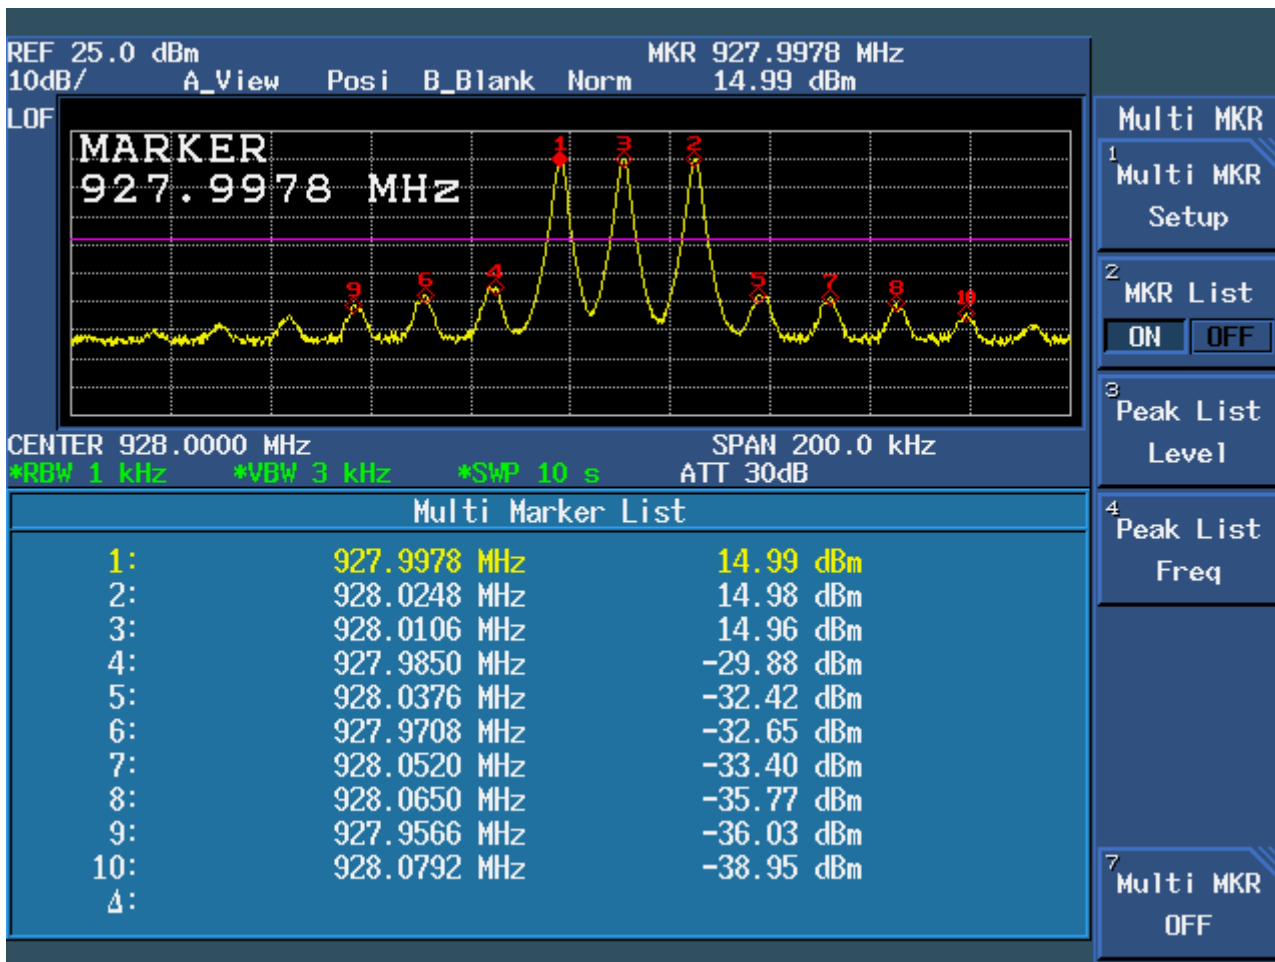 REF 25.0 dBm MKR 927.9978 MHz
10dB/ A_View Posi B_Blank Norm 14.99 dBm
LOF
MARKER
927.9978 MHz
1 3 2
9 6 4 5 7 8 10
CENTER 928.0000 MHz SPAN 200.0 kHz
*RBW 1 kHz *VBW 3 kHz *SWP 10 s ATT 30dB
Multi Marker List
1: 927.9978 MHz 14.99 dBm
2: 928.0248 MHz 14.98 dBm
3: 928.0106 MHz 14.96 dBm
4: 927.9850 MHz -29.88 dBm
5: 928.0376 MHz -32.42 dBm
6: 927.9708 MHz -32.65 dBm
7: 928.0520 MHz -33.40 dBm
8: 928.0650 MHz -35.77 dBm
9: 927.9566 MHz -36.03 dBm
10: 928.0792 MHz -38.95 dBm
Δ:
Multi MKR
1
Multi MKR
Setup
2
MKR List
ON OFF
3
Peak List
Level
4
Peak List
Freq
7
Multi MKR
OFF